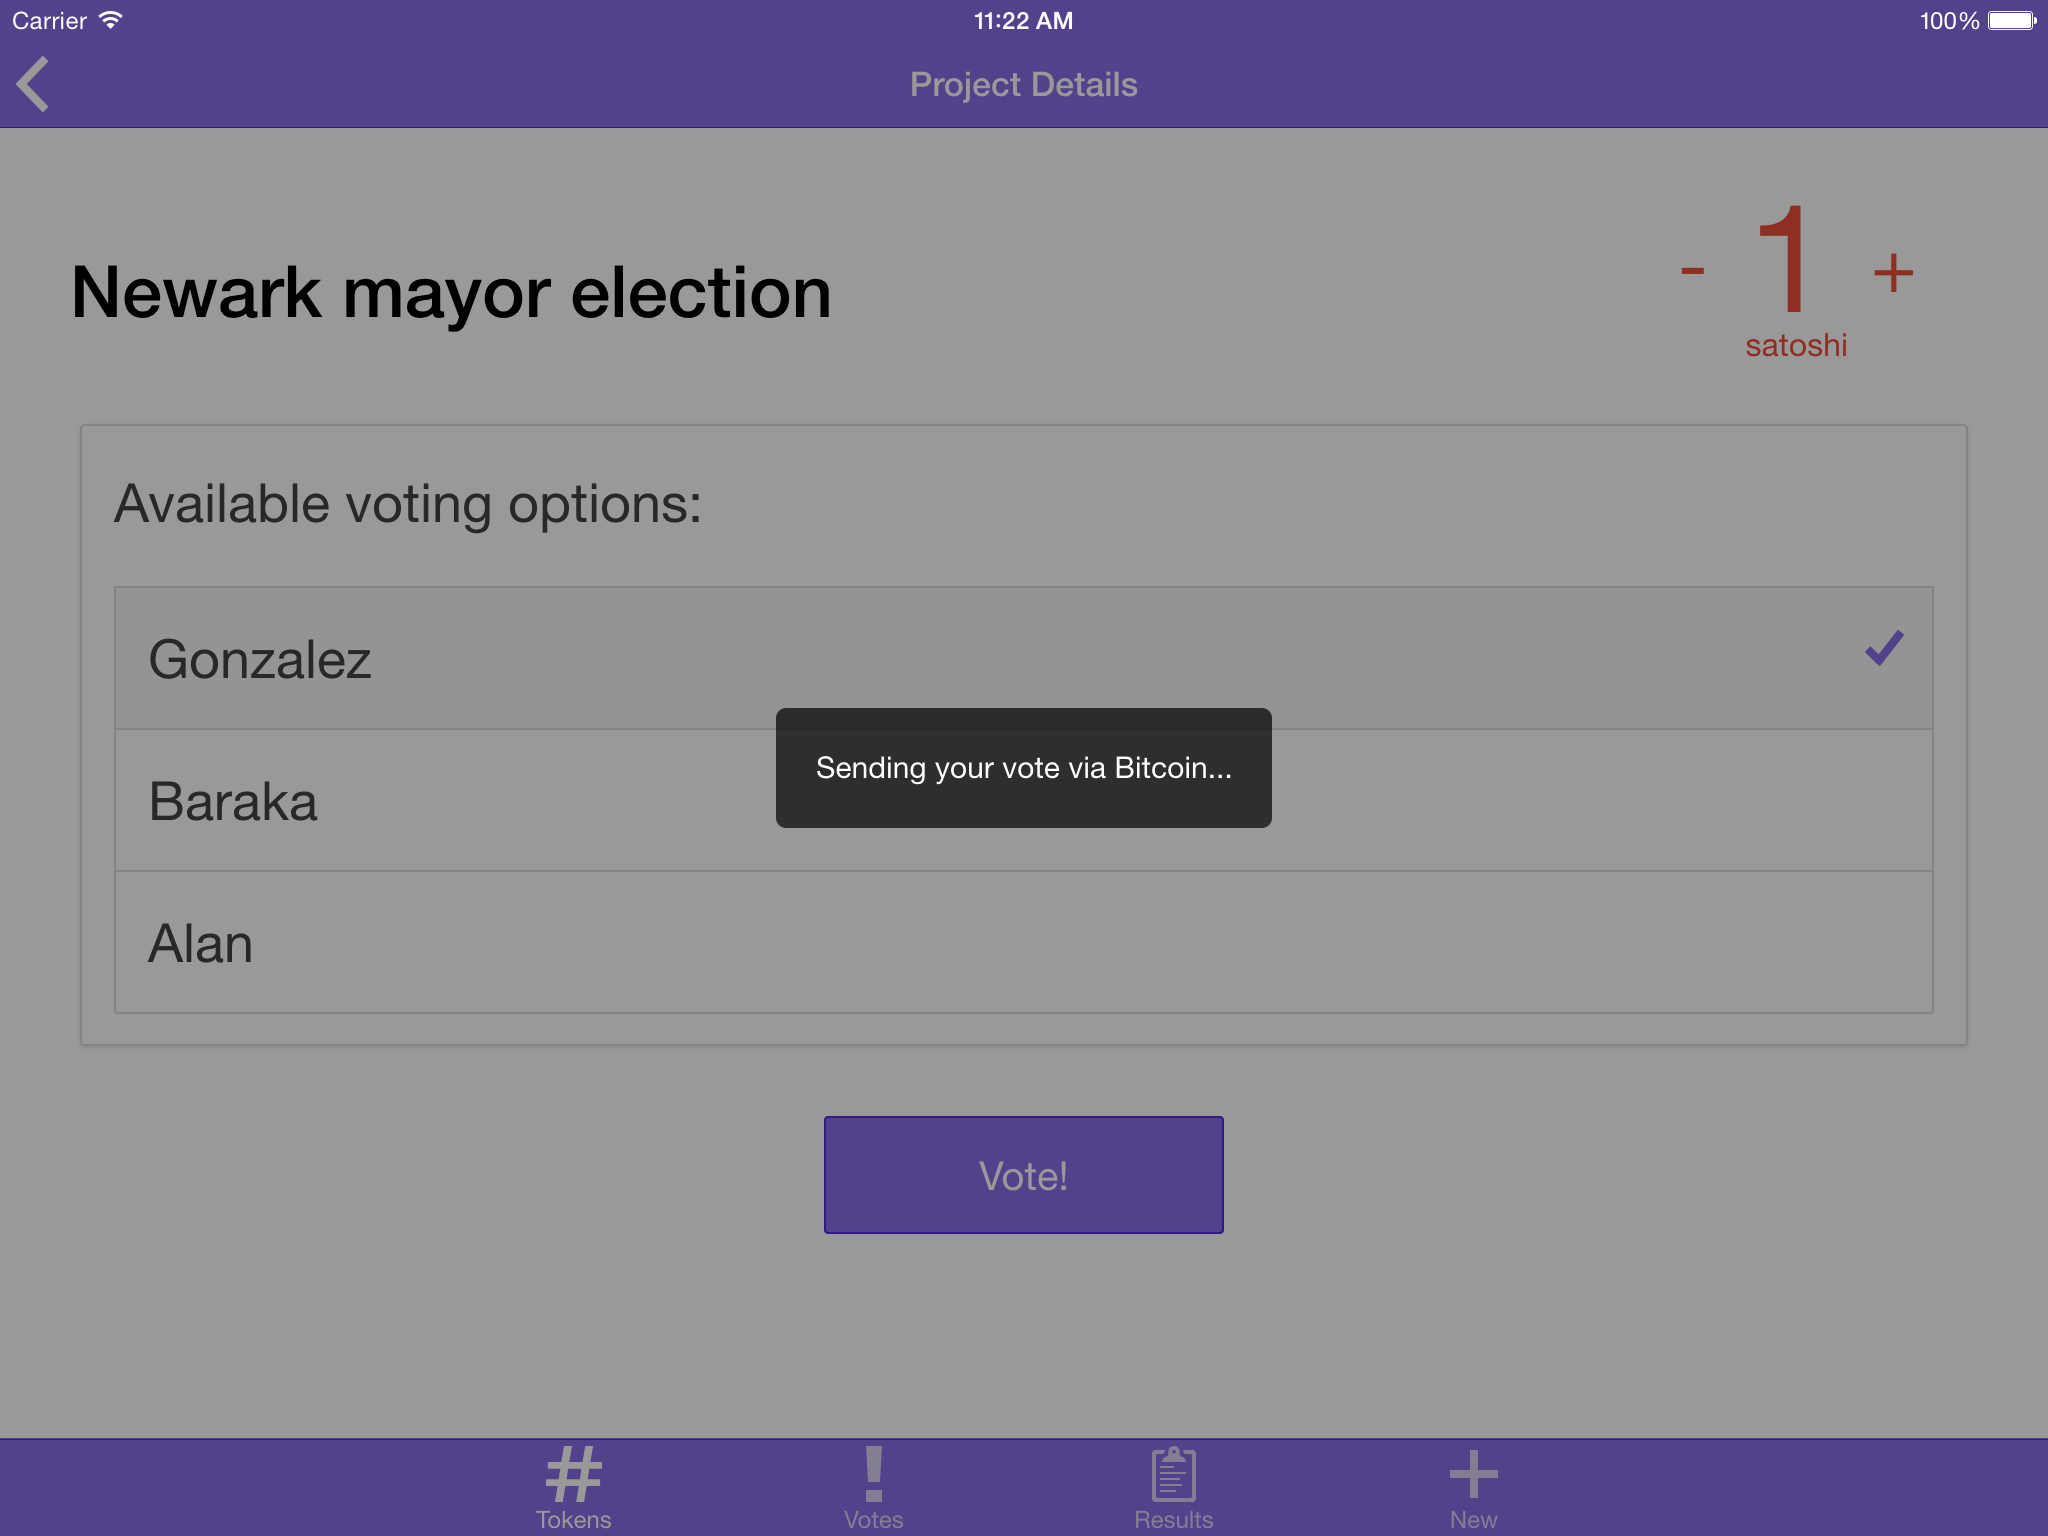 Carrier
11:22 AM
100%
Project Details
Newark mayor election
- 1 +
satoshi
Available voting options:
Gonzalez
Sending your vote via Bitcoin...
Baraka
Alan
Vote!
Tokens
Votes
Results
New